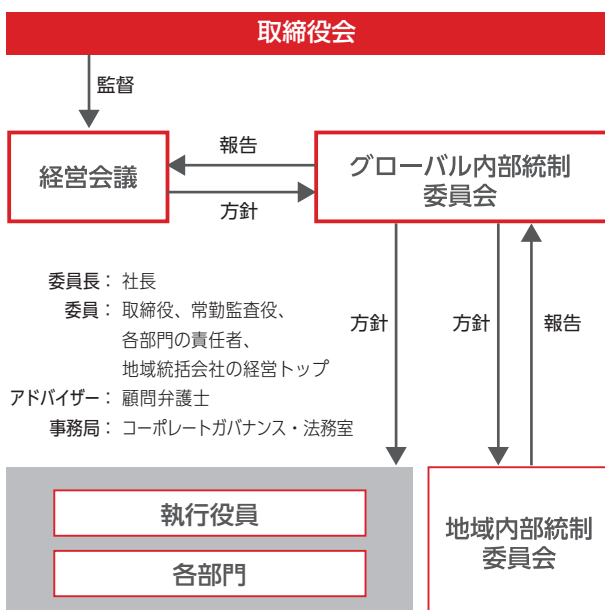 取締役会
監督
経営会議
報告
方針
グローバル内部統制
委員会
委員長： 社長
委員： 取締役、常勤監査役、
各部門の責任者、
地域統括会社の経営トップ
アドバイザー： 顧問弁護士
事務局： コーポレートガバナンス・法務室
方針
方針
報告
執行役員
各部門
地域内部統制
委員会